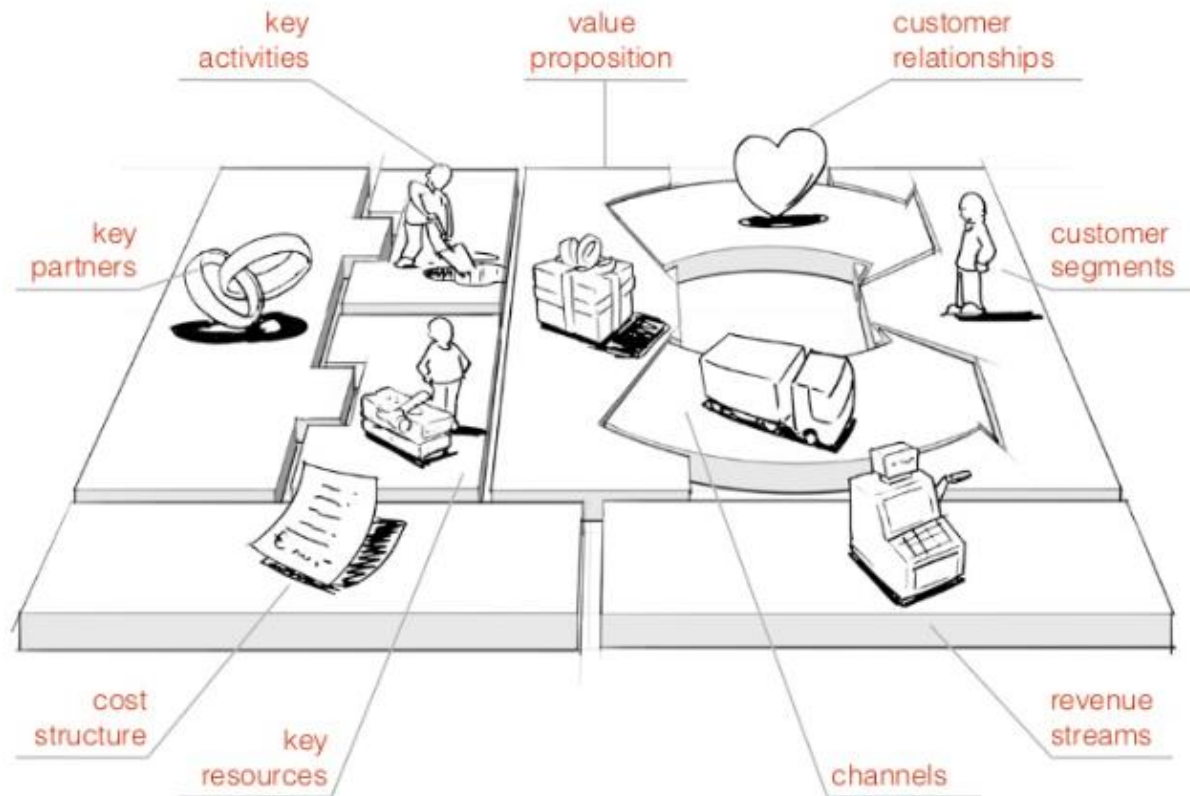 key
activities
value
proposition
customer
relationships
key
partners
customer
segments
cost
structure
key
resources
channels
revenue
streams